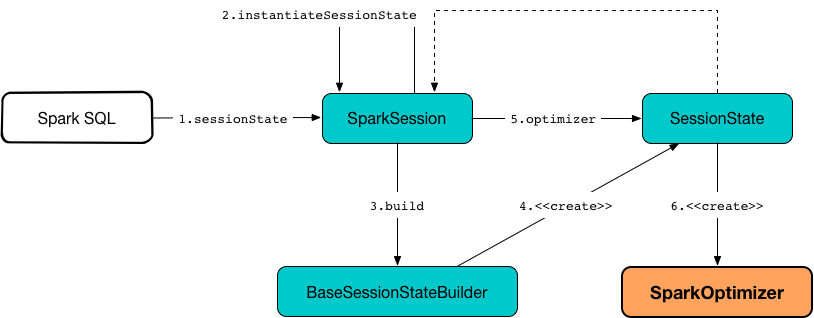 2.instantiateSessionState
Spark SQL
1.sessionState
SparkSession
5.optimizer
SessionState
3.build
4.<<create>>
6.<<create>>
BaseSessionStateBuilder
SparkOptimizer